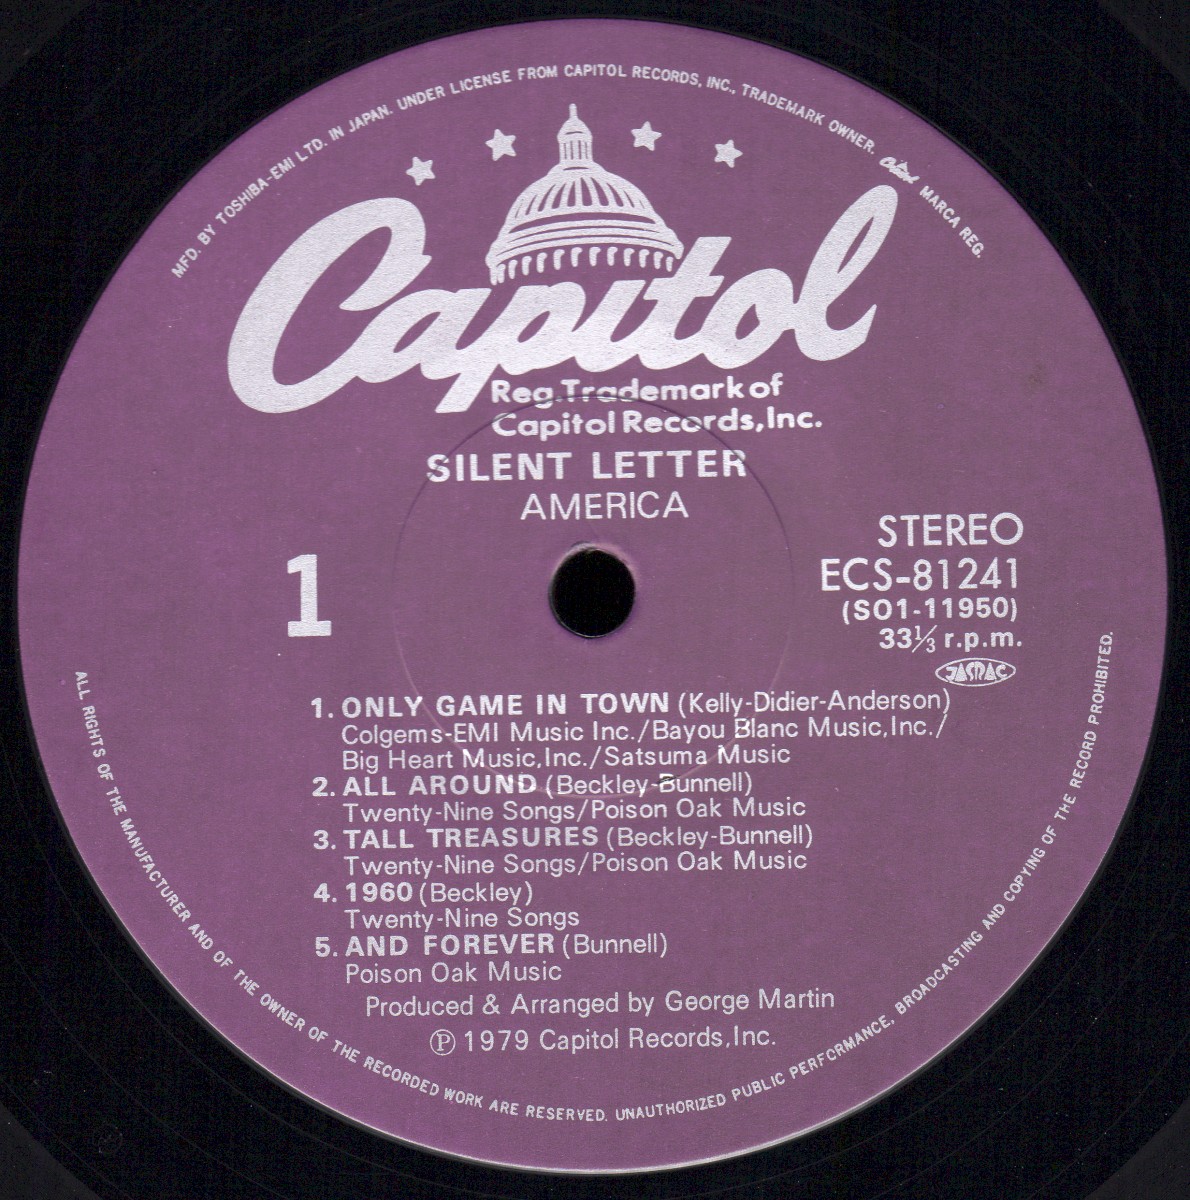 MFD. BY TOSHIBA-EMI LTD. IN JAPAN. UNDER LICENSE FROM CAPITOL RECORDS, INC., TRADEMARK OWNER. Capitol MARCA REG.
Capitol
Reg.Trademark of
Capitol Records,Inc.
SILENT LETTER
AMERICA
1
STEREO
ECS-81241
(SO1-11950)
33⅓ r.p.m.
JASRAC
1. ONLY GAME IN TOWN (Kelly-Didier-Anderson)
Colgems-EMI Music Inc./Bayou Blanc Music,Inc./
Big Heart Music,Inc./Satsuma Music
2. ALL AROUND (Beckley-Bunnell)
Twenty-Nine Songs/Poison Oak Music
3. TALL TREASURES (Beckley-Bunnell)
Twenty-Nine Songs/Poison Oak Music
4. 1960 (Beckley)
Twenty-Nine Songs
5. AND FOREVER (Bunnell)
Poison Oak Music
Produced & Arranged by George Martin
℗ 1979 Capitol Records,Inc.
ALL RIGHTS OF THE MANUFACTURER AND OF THE OWNER OF THE RECORDED WORK ARE RESERVED. UNAUTHORIZED PUBLIC PERFORMANCE, BROADCASTING AND COPYING OF THE RECORD PROHIBITED.